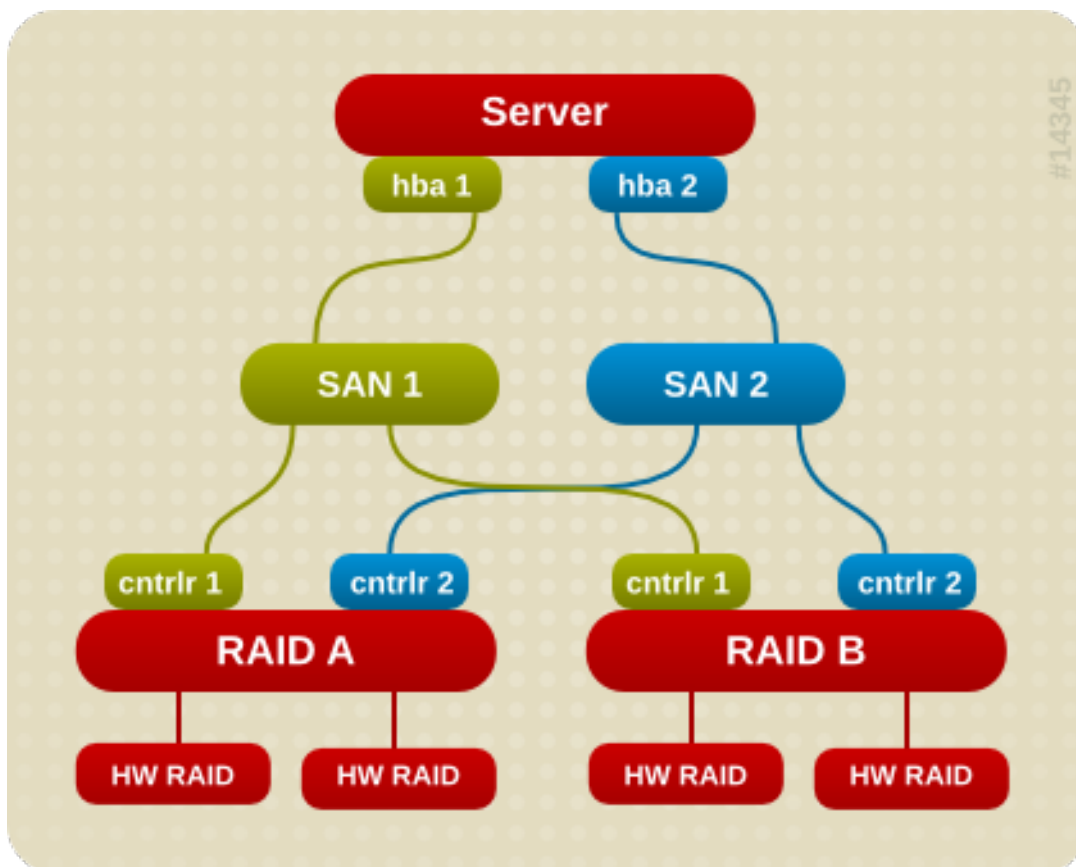 Server
#14345
hba 1
hba 2
SAN 1
SAN 2
cntrlr 1
cntrlr 2
cntrlr 1
cntrlr 2
RAID A
RAID B
HW RAID
HW RAID
HW RAID
HW RAID